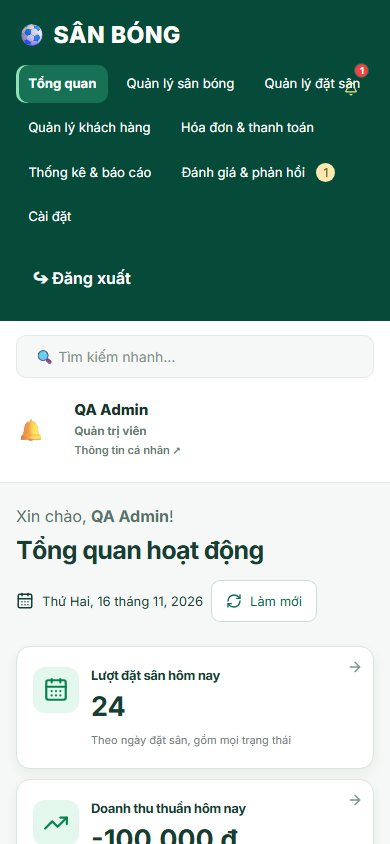 SÂN BÓNG
Tổng quan Quản lý sân bóng Quản lý đặt sân 1
Quản lý khách hàng Hóa đơn & thanh toán
Thống kê & báo cáo Đánh giá & phản hồi 1
Cài đặt
↪ Đăng xuất
Tìm kiếm nhanh...
QA Admin
Quản trị viên
Thông tin cá nhân ↗
Xin chào, QA Admin!
Tổng quan hoạt động
Thứ Hai, 16 tháng 11, 2026 Làm mới
Lượt đặt sân hôm nay
24
Theo ngày đặt sân, gồm mọi trạng thái
Doanh thu thuần hôm nay
-100.000 đ